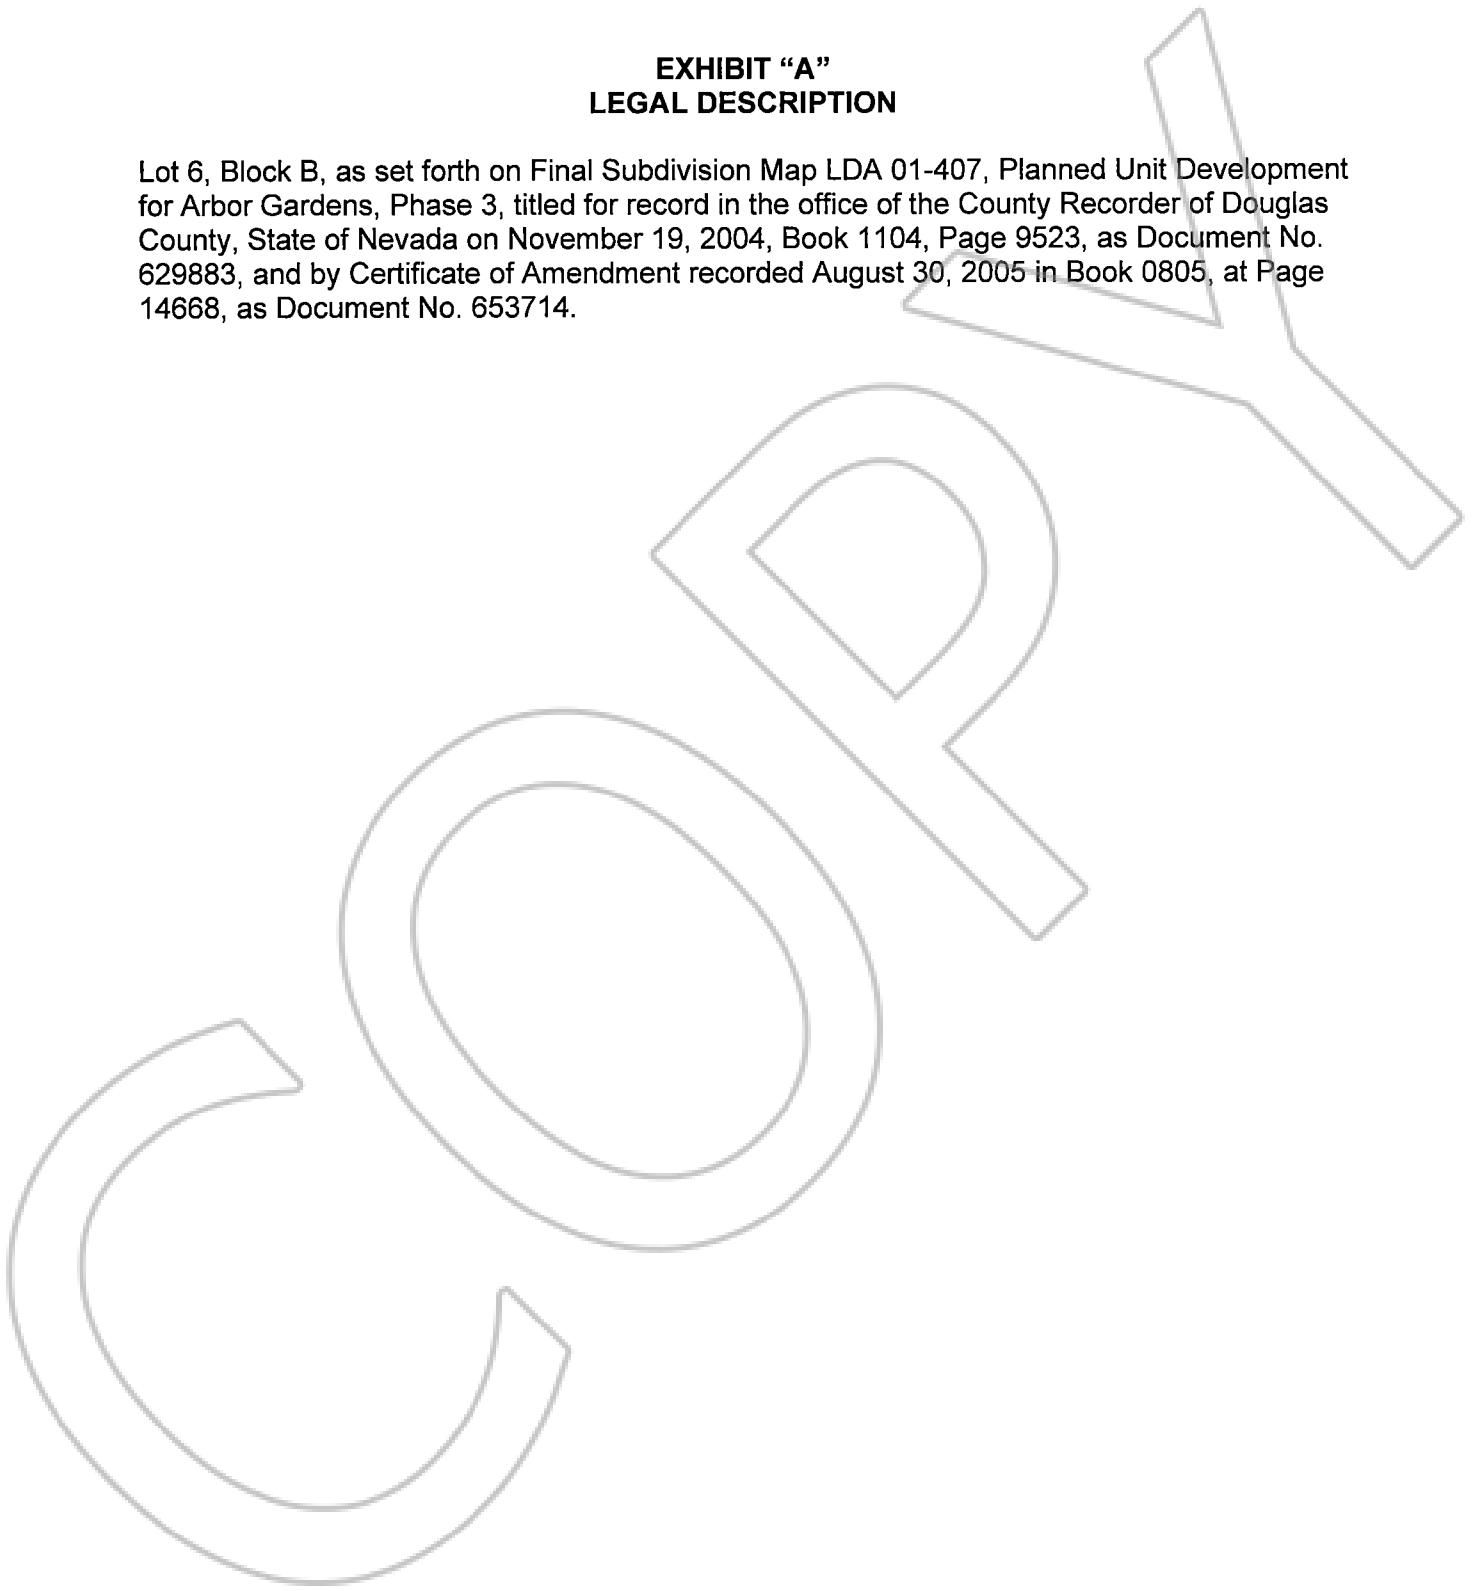 EXHIBIT “A”
LEGAL DESCRIPTION
Lot 6, Block B, as set forth on Final Subdivision Map LDA 01-407, Planned Unit Development
for Arbor Gardens, Phase 3, titled for record in the office of the County Recorder of Douglas
County, State of Nevada on November 19, 2004, Book 1104, Page 9523, as Document No.
629883, and by Certificate of Amendment recorded August 30, 2005 in Book 0805, at Page
14668, as Document No. 653714.
COPY